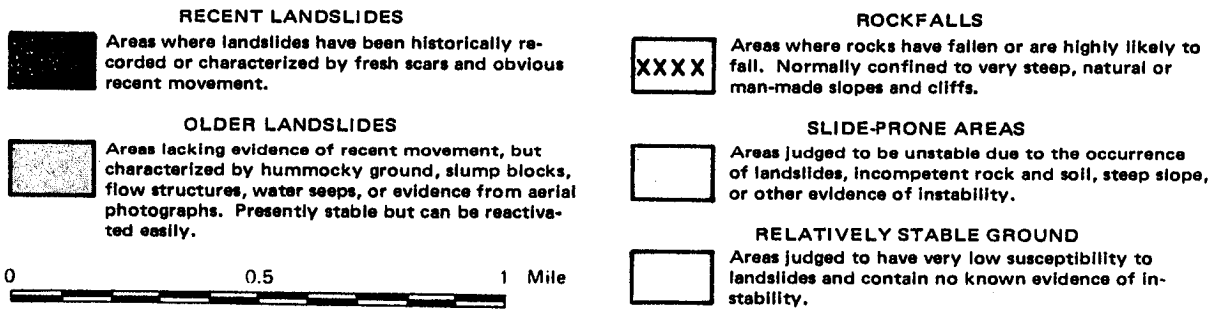 RECENT LANDSLIDES
Areas where landslides have been historically re-
corded or characterized by fresh scars and obvious
recent movement.
OLDER LANDSLIDES
Areas lacking evidence of recent movement, but
characterized by hummocky ground, slump blocks,
flow structures, water seeps, or evidence from aerial
photographs. Presently stable but can be reactiva-
ted easily.
0 0.5 1 Mile
ROCKFALLS
XXXX
Areas where rocks have fallen or are highly likely to
fall. Normally confined to very steep, natural or
man-made slopes and cliffs.
SLIDE-PRONE AREAS
Areas judged to be unstable due to the occurrence
of landslides, incompetent rock and soil, steep slope,
or other evidence of instability.
RELATIVELY STABLE GROUND
Areas judged to have very low susceptibility to
landslides and contain no known evidence of in-
stability.